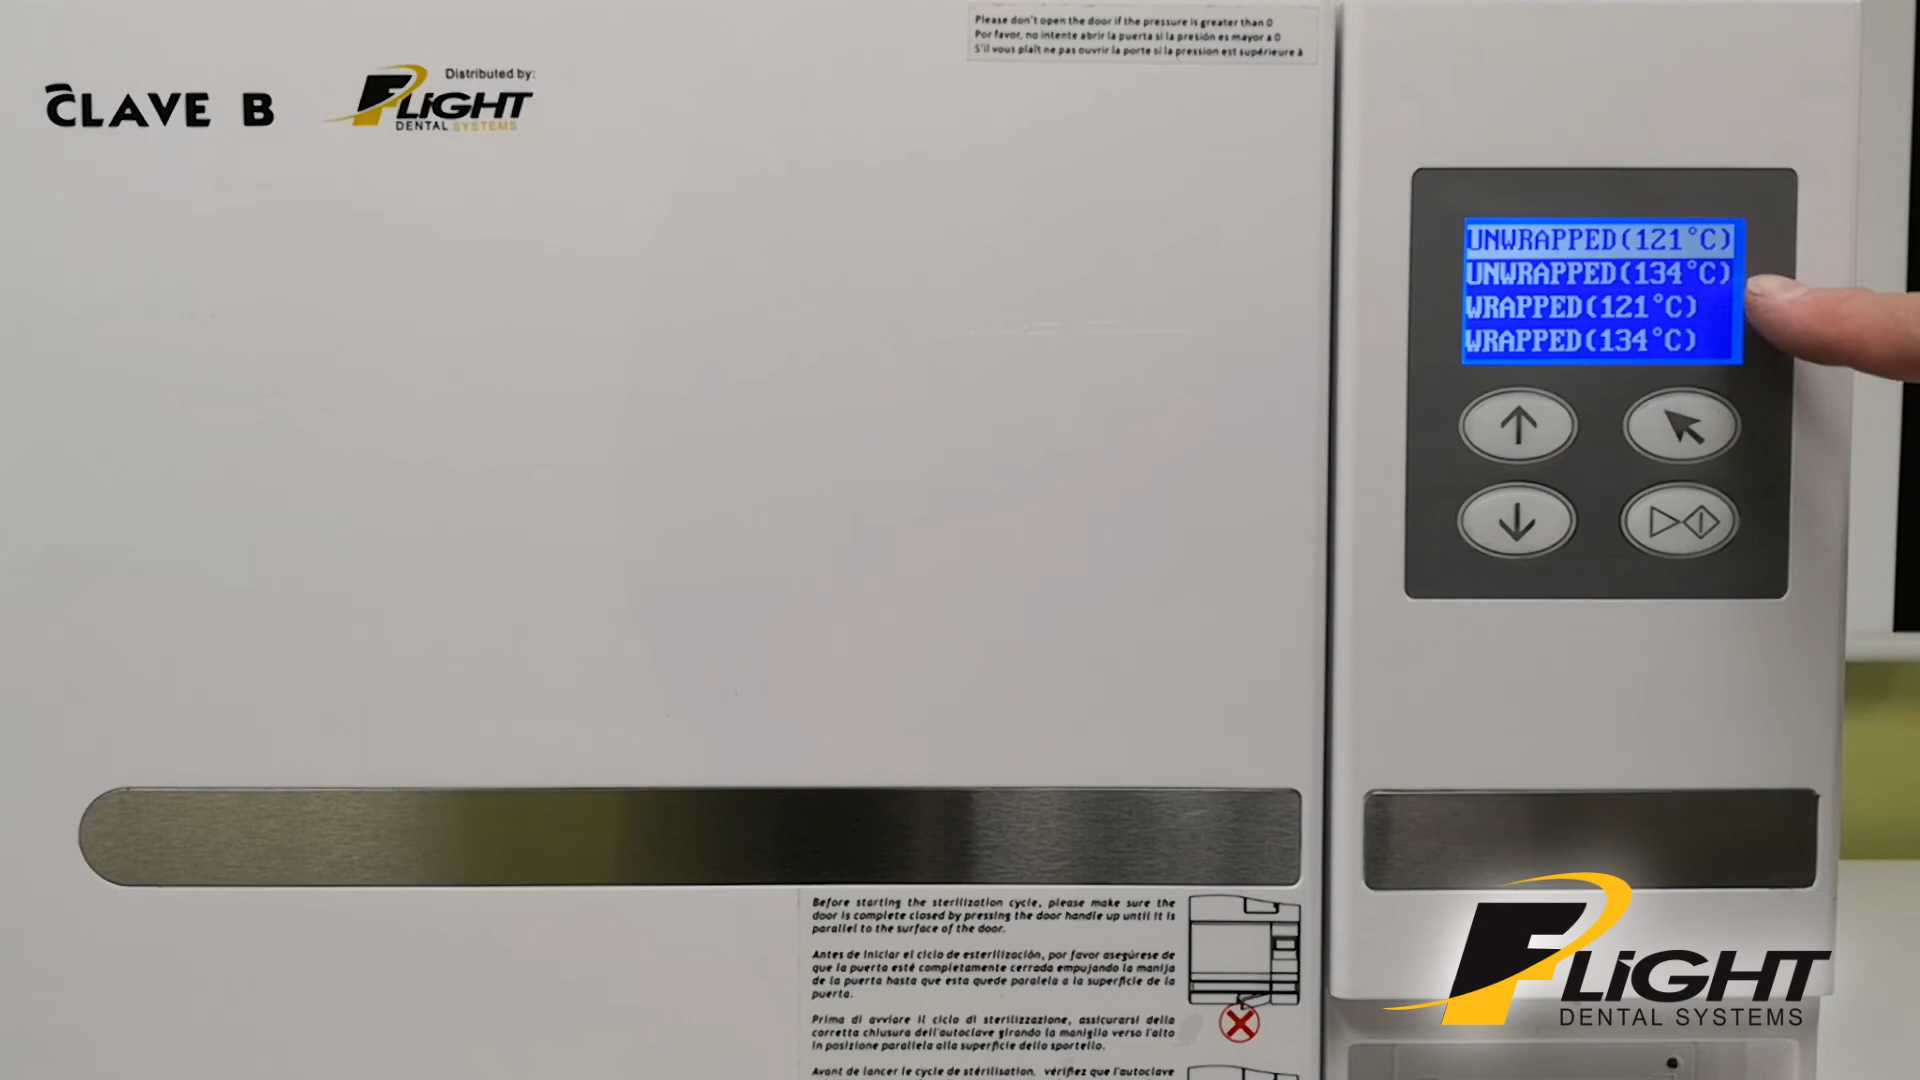 Please don't open the door if the pressure is greater than 0
Por favor, no intente abrir la puerta si la presión es mayor a 0
S'il vous plaît ne pas ouvrir la porte si la pression est supérieure à
CLAVE B
Distributed by:
FLiGHT
DENTAL SYSTEMS
UNWRAPPED(121°C)
UNWRAPPED(134°C)
WRAPPED(121°C)
WRAPPED(134°C)
Before starting the sterilization cycle, please make sure the
door is complete closed by pressing the door handle up until it is
parallel to the surface of the door.
Antes de iniciar el ciclo de esterilización, por favor asegúrese de
que la puerta esté completamente cerrada empujando la manija
de la puerta hasta que esta quede paralela a la superficie de la
puerta.
Prima di avviare il ciclo di sterilizzazione, assicurarsi della
corretta chiusura dell'autoclave girando la maniglia verso l'alto
in posizione parallela alla superficie dello sportello.
Avant de lancer le cycle de stérilisation, vérifiez que l'autoclave
FLiGHT
DENTAL SYSTEMS